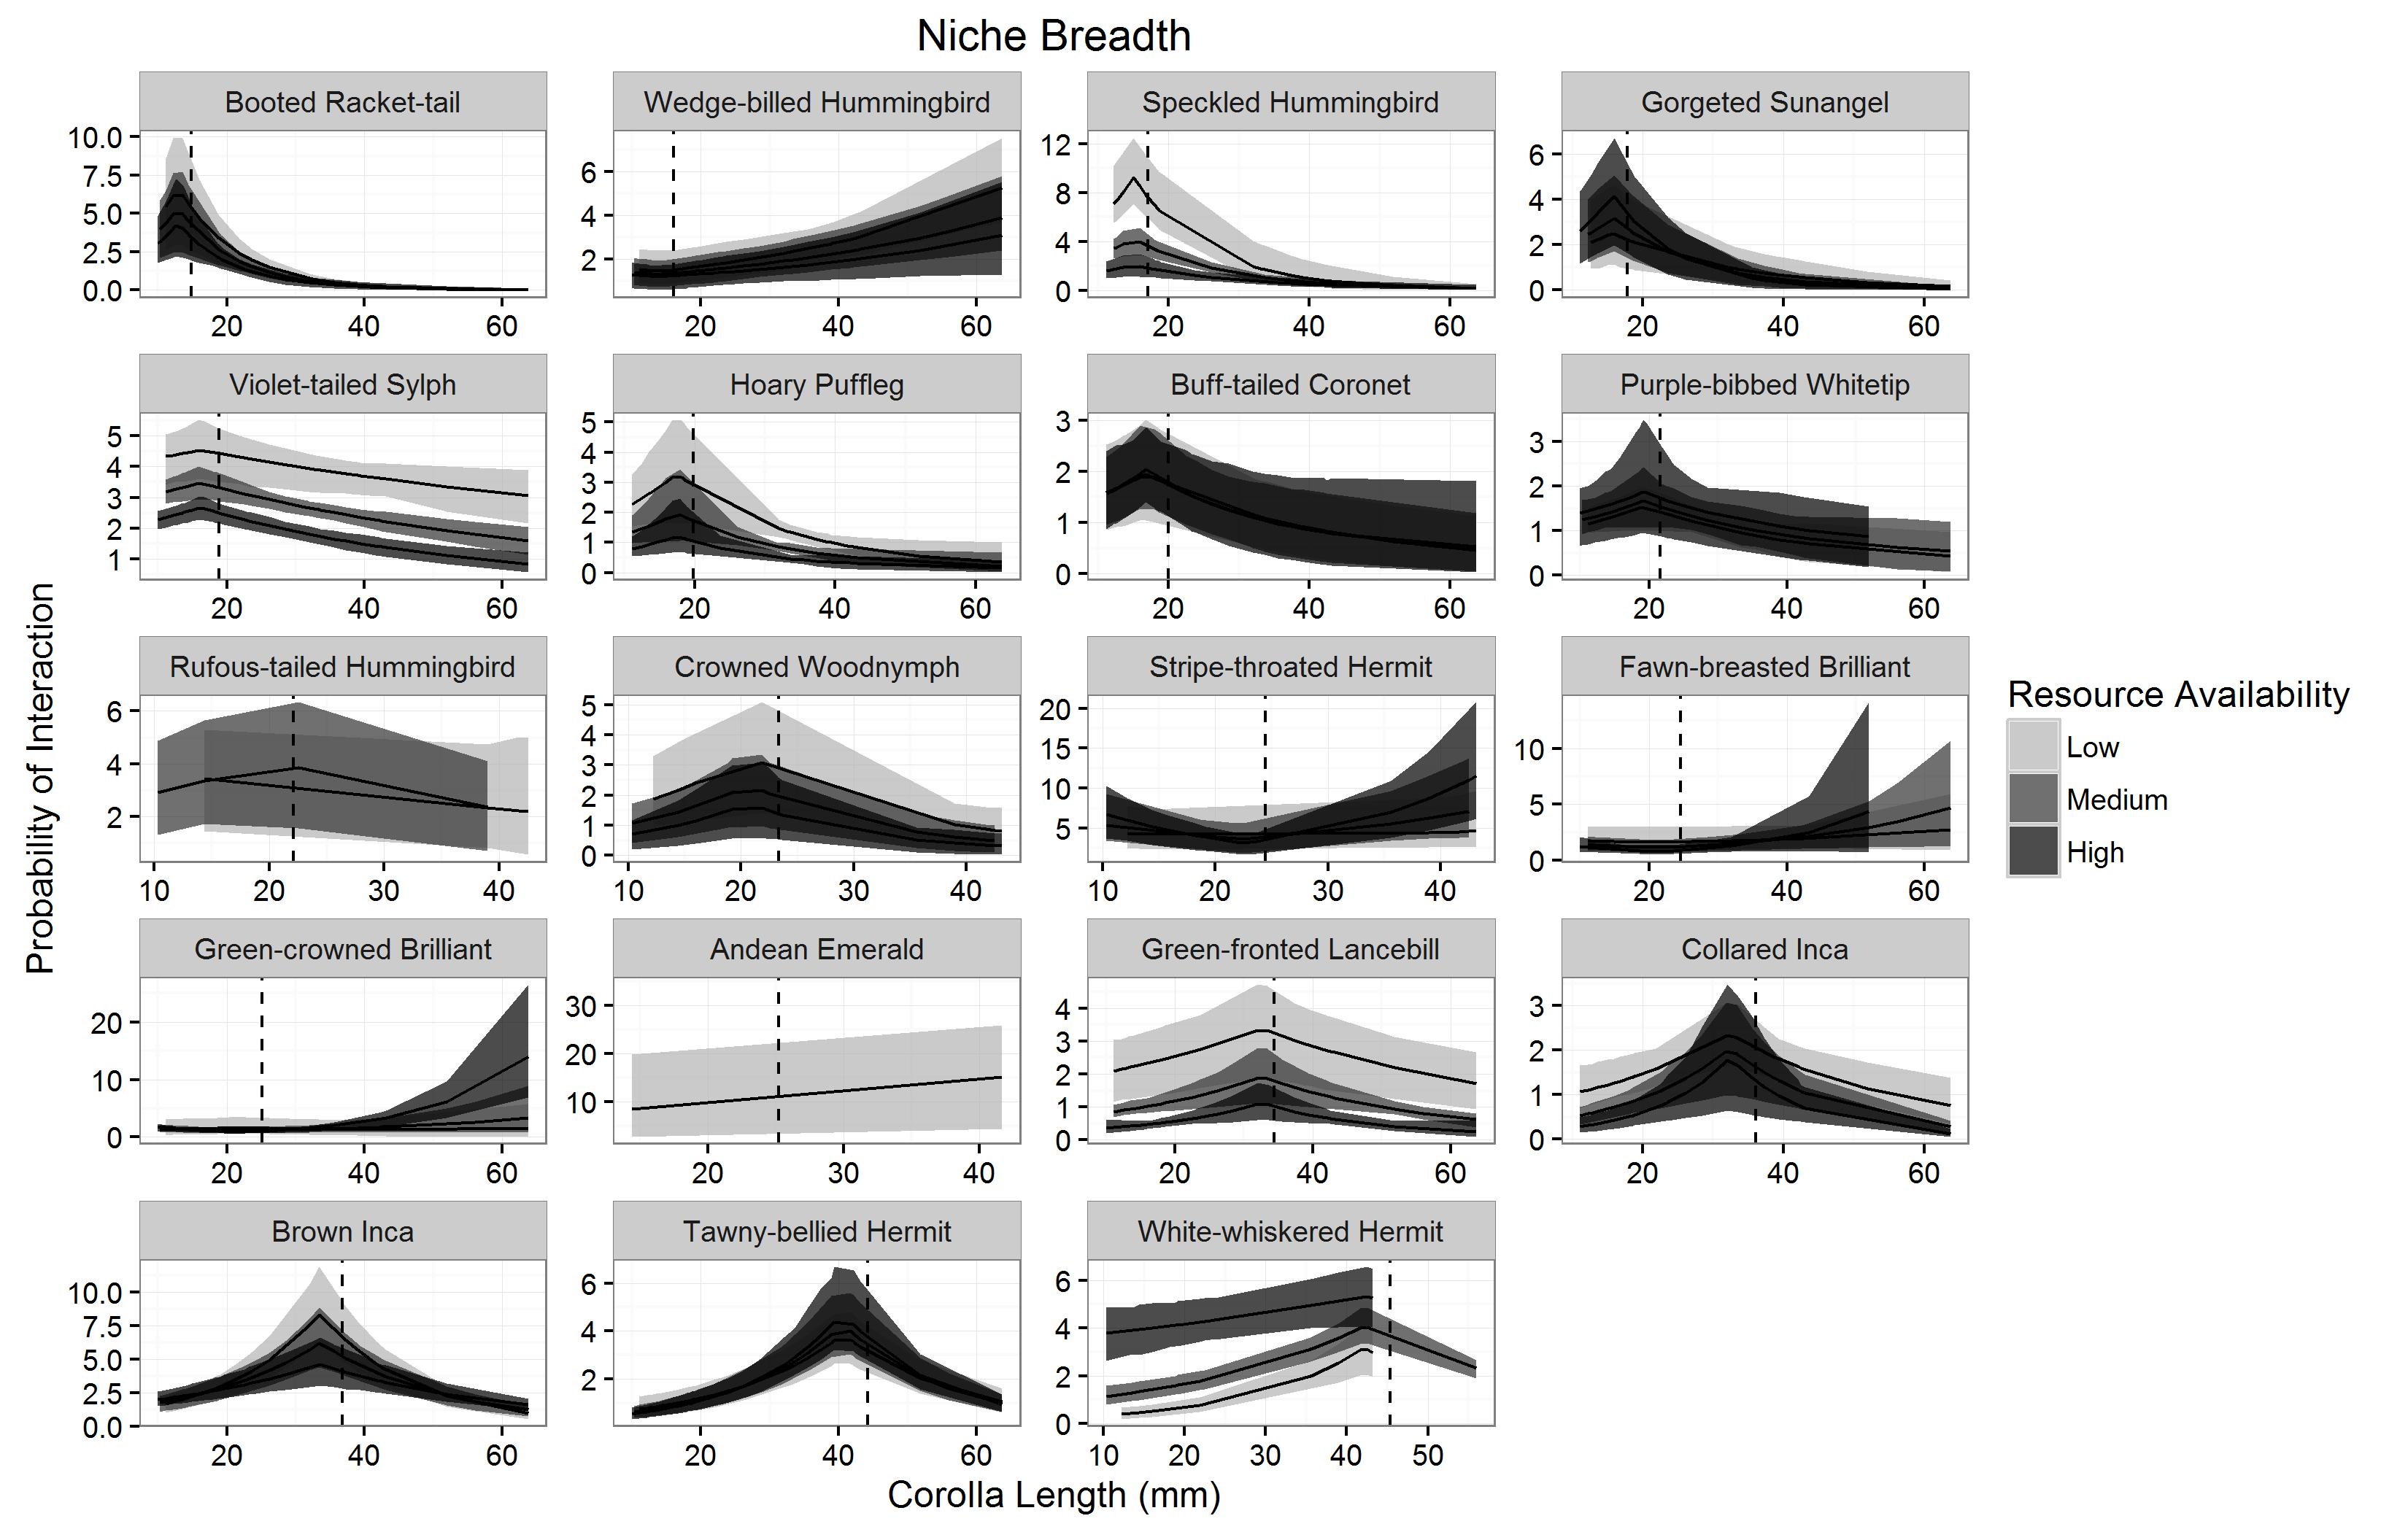 Niche Breadth
Booted Racket-tail
Wedge-billed Hummingbird
Speckled Hummingbird
Gorgeted Sunangel
10.0
7.5
5.0
2.5
0.0
20 40 60
6
4
2
20 40 60
12
8
4
0
20 40 60
6
4
2
0
20 40 60
Violet-tailed Sylph
Hoary Puffleg
Buff-tailed Coronet
Purple-bibbed Whitetip
5
4
3
2
1
20 40 60
5
4
3
2
1
0
20 40 60
3
2
1
0
20 40 60
3
2
1
0
20 40 60
Probability of Interaction
Rufous-tailed Hummingbird
Crowned Woodnymph
Stripe-throated Hermit
Fawn-breasted Brilliant
6
4
2
10 20 30 40
5
4
3
2
1
0
10 20 30 40
20
15
10
5
10 20 30 40
10
5
0
20 40 60
Resource Availability
Low
Medium
High
Green-crowned Brilliant
Andean Emerald
Green-fronted Lancebill
Collared Inca
20
10
0
20 40 60
30
20
10
20 30 40
4
3
2
1
0
20 40 60
3
2
1
0
20 40 60
Brown Inca
Tawny-bellied Hermit
White-whiskered Hermit
10.0
7.5
5.0
2.5
0.0
20 40 60
6
4
2
20 40 60
6
4
2
0
10 20 30 40 50
Corolla Length (mm)